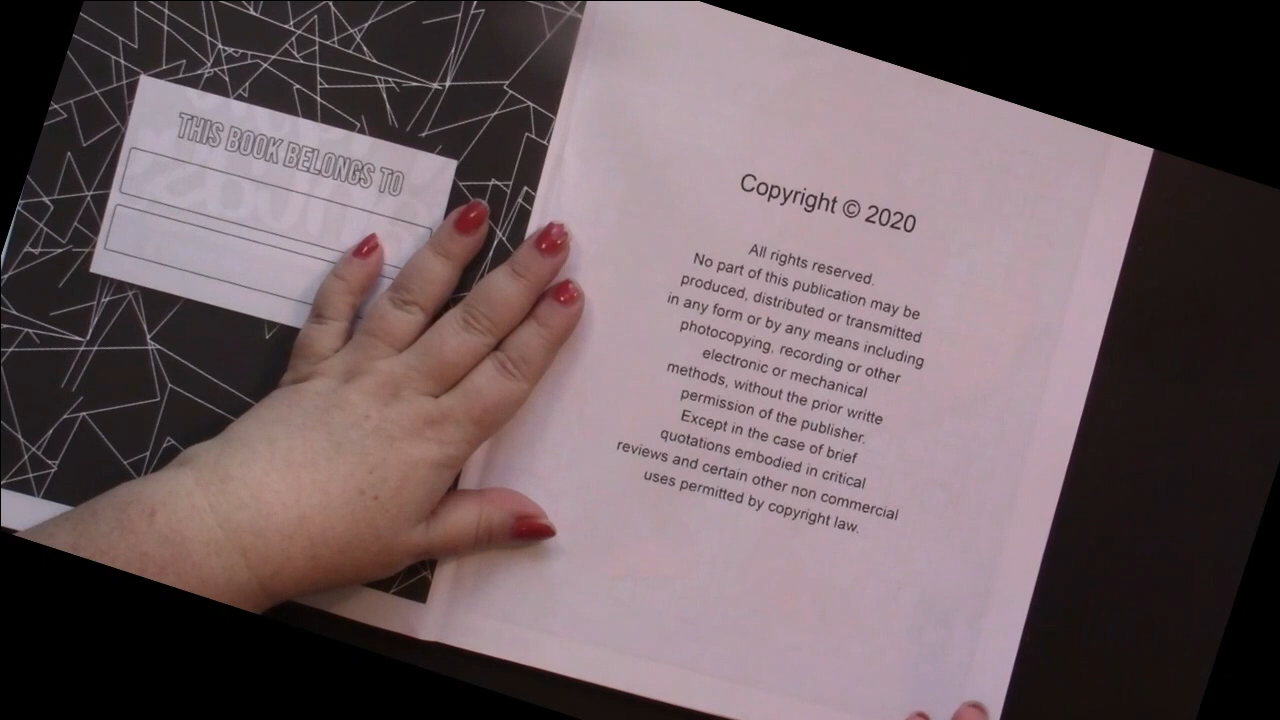 THIS BOOK BELONGS TO
Copyright © 2020
All rights reserved.
No part of this publication may be
produced, distributed or transmitted
in any form or by any means including
photocopying, recording or other
electronic or mechanical
methods, without the prior writte
permission of the publisher.
Except in the case of brief
quotations embodied in critical
reviews and certain other non commercial
uses permitted by copyright law.